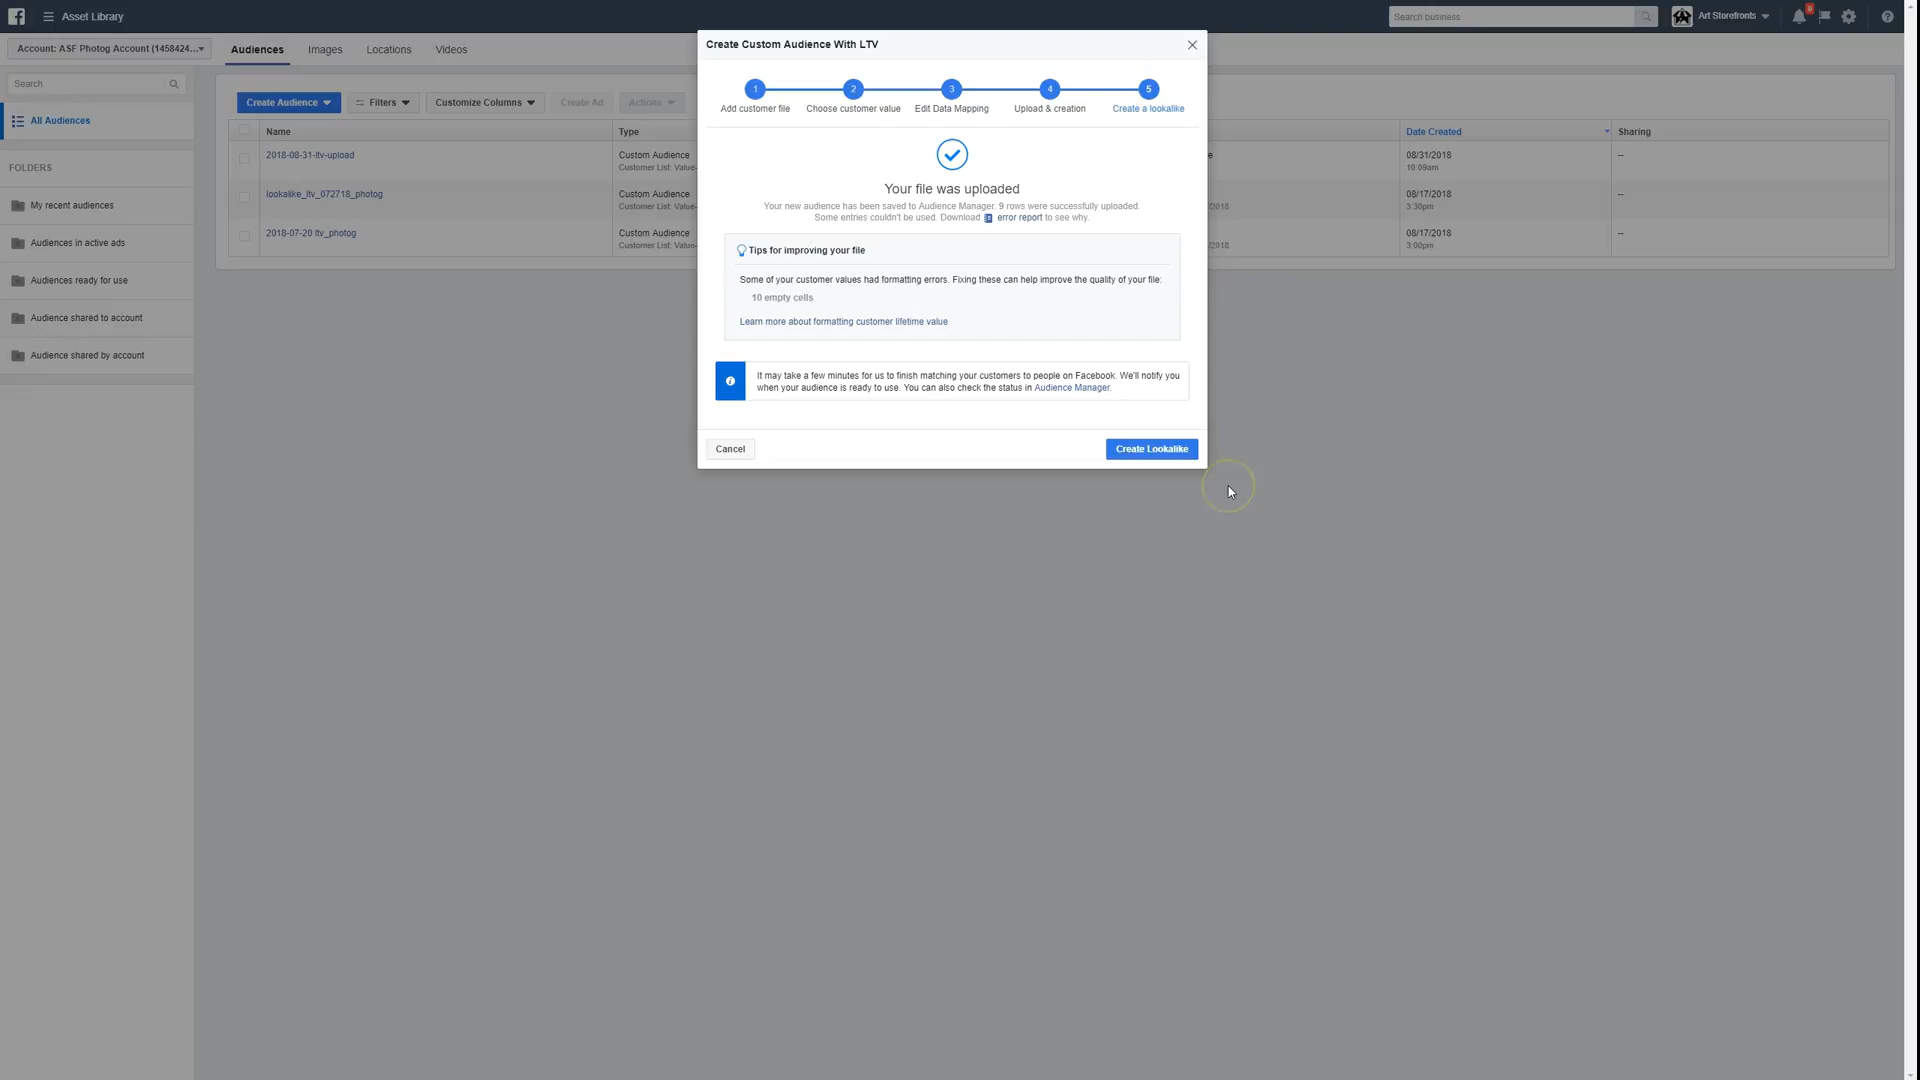 Asset Library
Search business
Art Storefronts
Account: ASF Photog Account (1458424...
Audiences
Images
Locations
Videos
Search
All Audiences
FOLDERS
My recent audiences
Audiences in active ads
Audiences ready for use
Audience shared to account
Audience shared by account
Create Audience
Filters
Customize Columns
Create Ad
Actions
Name
Type
Date Created
Sharing
2018-08-31-ltv-upload
Custom Audience
Customer List: Value-
e
08/31/2018
10:09am
--
lookalike_ltv_072718_photog
Custom Audience
Customer List: Value-
/2018
08/17/2018
3:30pm
--
2018-07-20 ltv_photog
Custom Audience
Customer List: Value-
/2018
08/17/2018
3:00pm
--
Create Custom Audience With LTV
1
2
3
4
5
Add customer file
Choose customer value
Edit Data Mapping
Upload & creation
Create a lookalike
Your file was uploaded
Your new audience has been saved to Audience Manager. 9 rows were successfully uploaded.
Some entries couldn't be used. Download error report to see why.
Tips for improving your file
Some of your customer values had formatting errors. Fixing these can help improve the quality of your file:
10 empty cells
Learn more about formatting customer lifetime value
It may take a few minutes for us to finish matching your customers to people on Facebook. We'll notify you
when your audience is ready to use. You can also check the status in Audience Manager.
Cancel
Create Lookalike